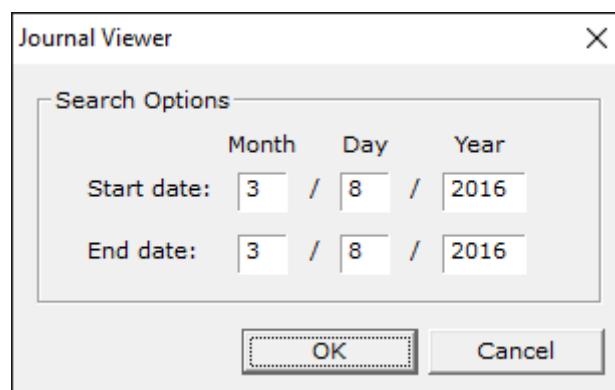 Journal Viewer
Search Options
Month Day Year
Start date: 3 / 8 / 2016
End date: 3 / 8 / 2016
OK Cancel